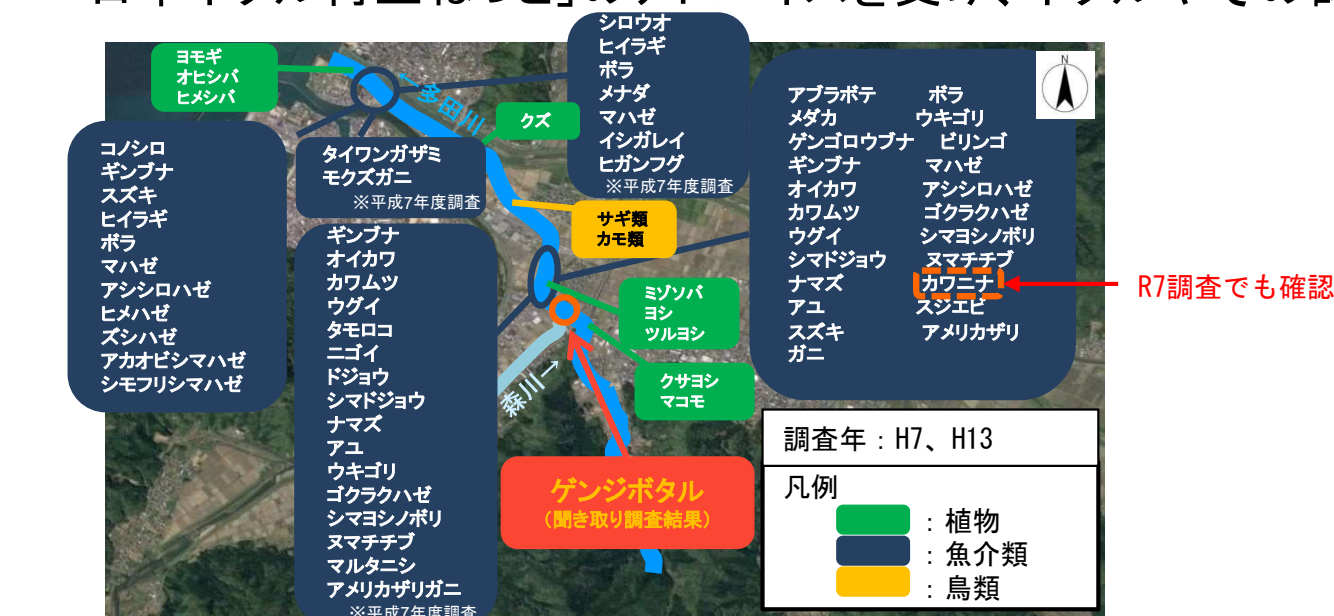 ヨモギ
オヒシバ
ヒメシバ
シロウオ
ヒイラギ
ボラ
メナダ
マハゼ
イシガレイ
ヒガンフグ
※平成7年度調査
←多田川
クズ
コノシロ
ギンブナ
スズキ
ヒイラギ
ボラ
マハゼ
アシシロハゼ
ヒメハゼ
ズシハゼ
アカオビシマハゼ
シモフリシマハゼ
タイワンガザミ
モクズガニ
※平成7年度調査
サギ類
カモ類
ギンブナ
オイカワ
カワムツ
ウグイ
タモロコ
ニゴイ
ドジョウ
シマドジョウ
ナマズ
アユ
ウキゴリ
ゴクラクハゼ
シマヨシノボリ
ヌマチチブ
マルタニシ
アメリカザリガニ
※平成7年度調査
ミゾソバ
ヨシ
ツルヨシ
クサヨシ
マコモ
森川→
ゲンジボタル
(聞き取り調査結果)
N
アブラボテ ボラ
メダカ ウキゴリ
ゲンゴロウブナ ビリンゴ
ギンブナ マハゼ
オイカワ アシシロハゼ
カワムツ ゴクラクハゼ
ウグイ シマヨシノボリ
シマドジョウ ヌマチチブ
ナマズ カワニナ
アユ スジエビ
スズキ アメリカザリ
ガニ
R7調査でも確認
調査年:H7、H13
凡例
:植物
:魚介類
:鳥類